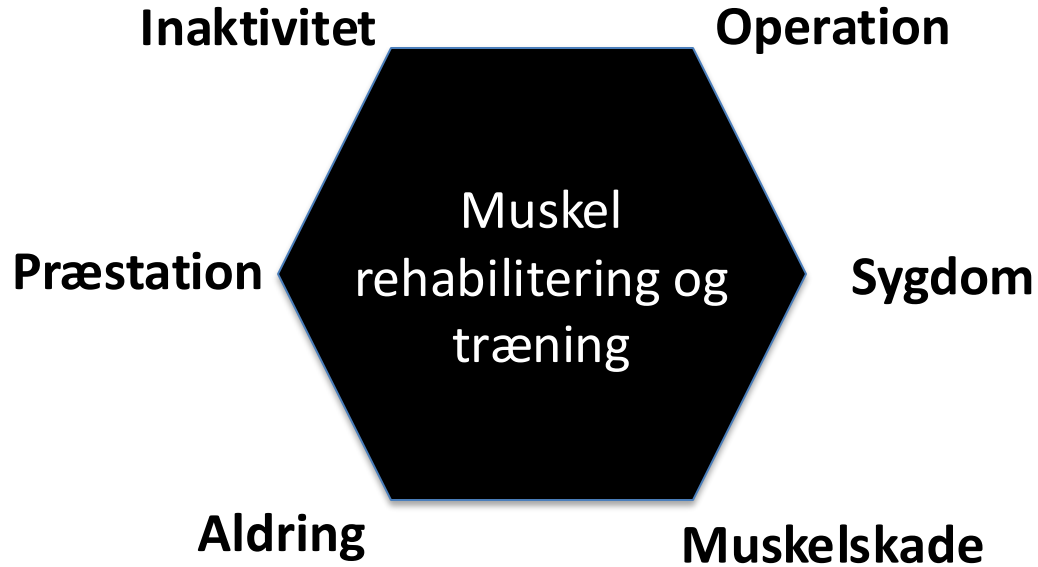 Inaktivitet
Operation
Muskel
rehabilitering og
træning
Præstation
Sygdom
Aldring
Muskelskade